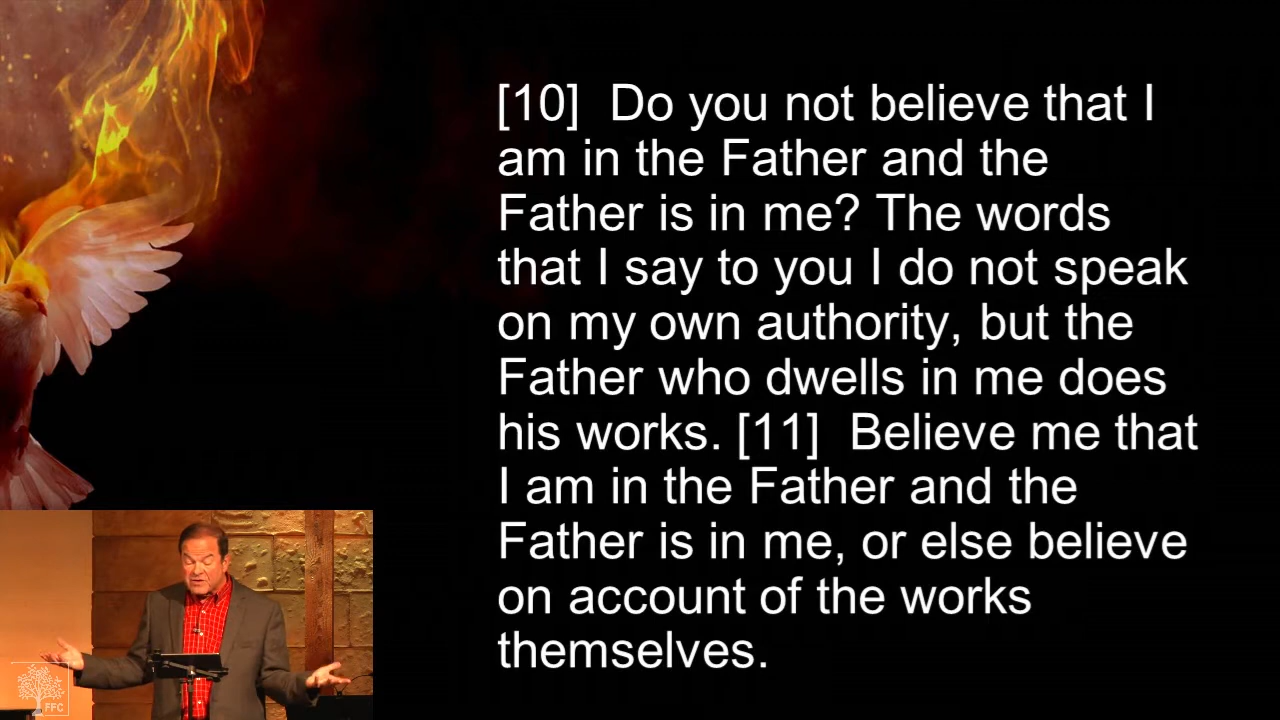 [10]  Do you not believe that I
am in the Father and the
Father is in me? The words
that I say to you I do not speak
on my own authority, but the
Father who dwells in me does
his works. [11]  Believe me that
I am in the Father and the
Father is in me, or else believe
on account of the works
themselves.
FFC